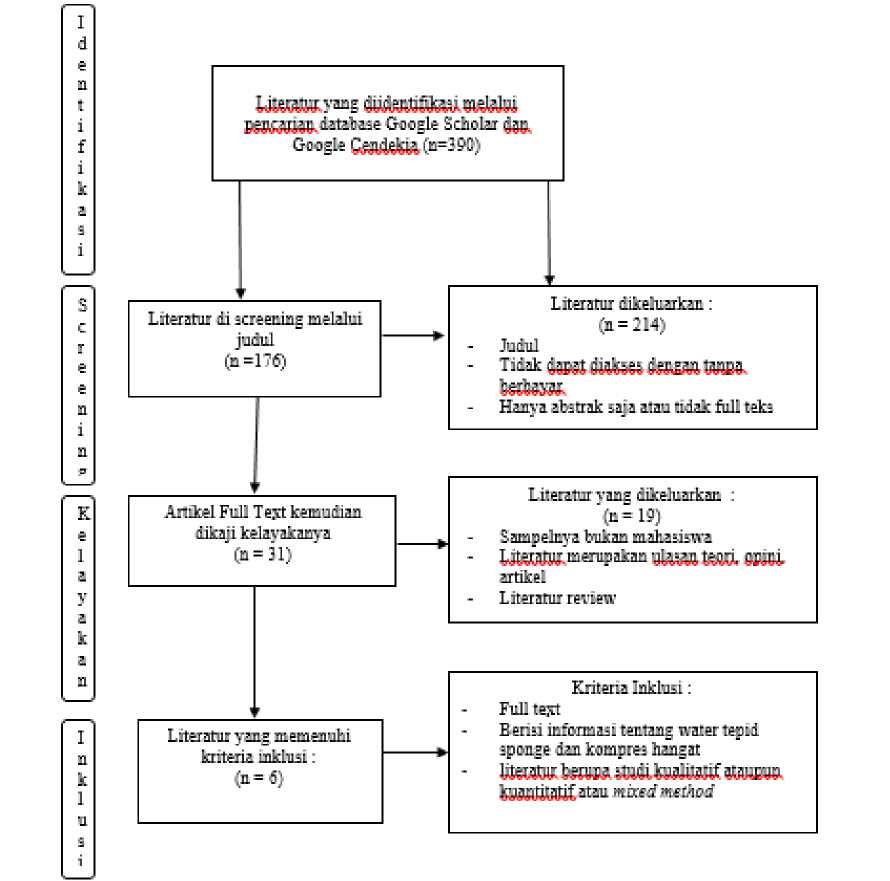 Identifikasi
Literatur yang diidentifikasi melalui
pencarian database Google Scholar dan
Google Cendekia (n=390)
Screening
Literatur di screening melalui
judul
(n =176)
Literatur dikeluarkan :
(n = 214)
- Judul
- Tidak dapat diakses dengan tanpa
berbayar
- Hanya abstrak saja atau tidak full teks
Kelayakan
Artikel Full Text kemudian
dikaji kelayakanya
(n = 31)
Literatur yang dikeluarkan :
(n = 19)
- Sampelnya bukan mahasiswa
- Literatur merupakan ulasan teori, opini,
artikel
- Literatur review
Inklusi
Literatur yang memenuhi
kriteria inklusi :
(n = 6)
Kriteria Inklusi :
- Full text
- Berisi informasi tentang water tepid
sponge dan kompres hangat
- literatur berupa studi kualitatif ataupun
kuantitatif atau mixed method